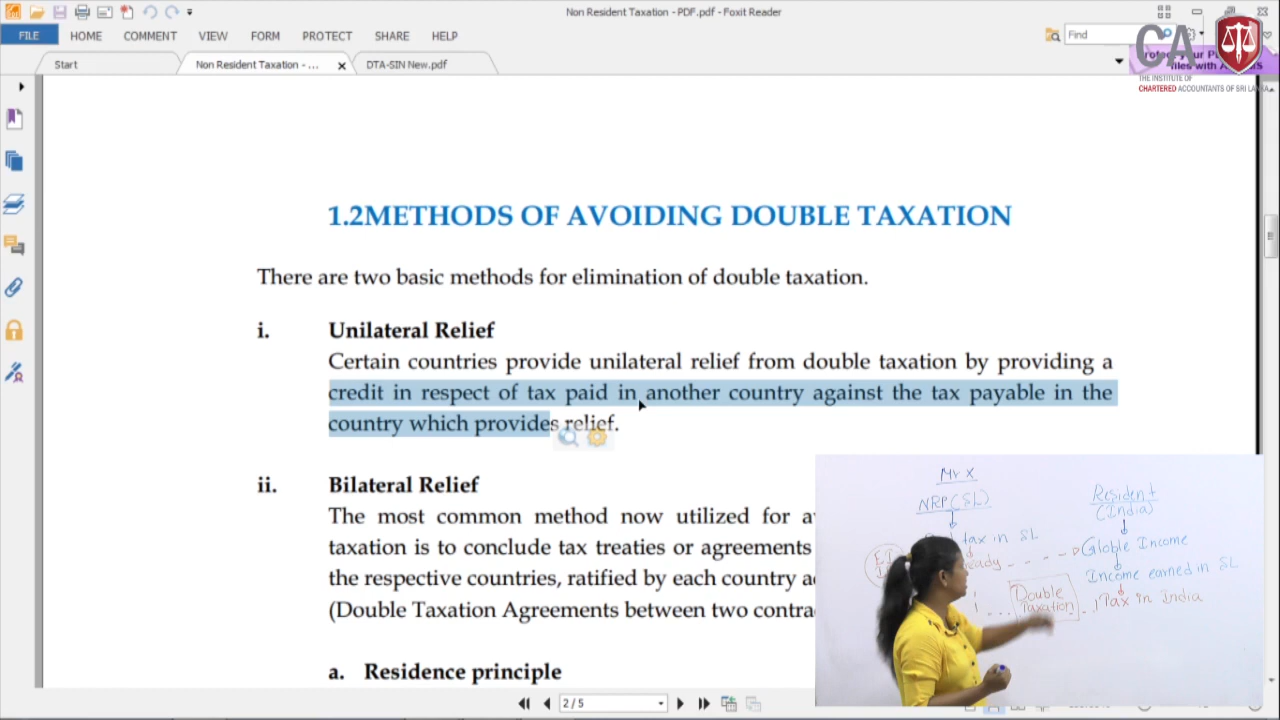 Non Resident Taxation - PDF.pdf - Foxit Reader
FILE HOME COMMENT VIEW FORM PROTECT SHARE HELP
Find
CA
THE INSTITUTE OF
CHARTERED ACCOUNTANTS OF SRI LANKA
Start
Non Resident Taxation - ...
DTA-SIN New.pdf
files with
1.2METHODS OF AVOIDING DOUBLE TAXATION
There are two basic methods for elimination of double taxation.
i. Unilateral Relief
Certain countries provide unilateral relief from double taxation by providing a
credit in respect of tax paid in another country against the tax payable in the
country which provides relief.
ii. Bilateral Relief
The most common method now utilized for av
taxation is to conclude tax treaties or agreements
the respective countries, ratified by each country a
(Double Taxation Agreements between two contra
a. Residence principle
2 / 5
Mr X
NRP (SL)
tax in SL
Resident
(India)
Globle Income
Income earned in SL
Tax in India
Double
Taxation